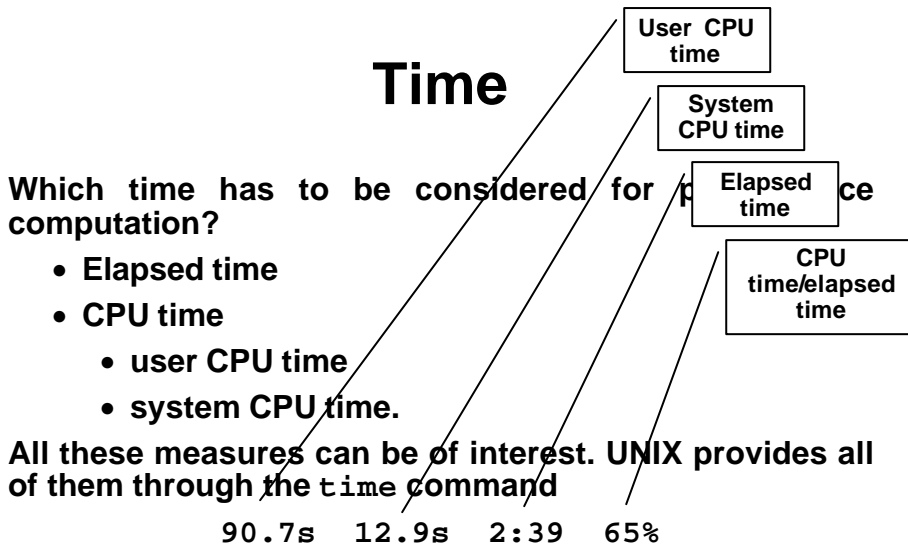 User CPU
time
Time
System
CPU time
Which time has to be considered for p ce
computation?
Elapsed
time
CPU
time/elapsed
time
• Elapsed time
• CPU time
• user CPU time
• system CPU time.
All these measures can be of interest. UNIX provides all
of them through the time command
90.7s 12.9s 2:39 65%